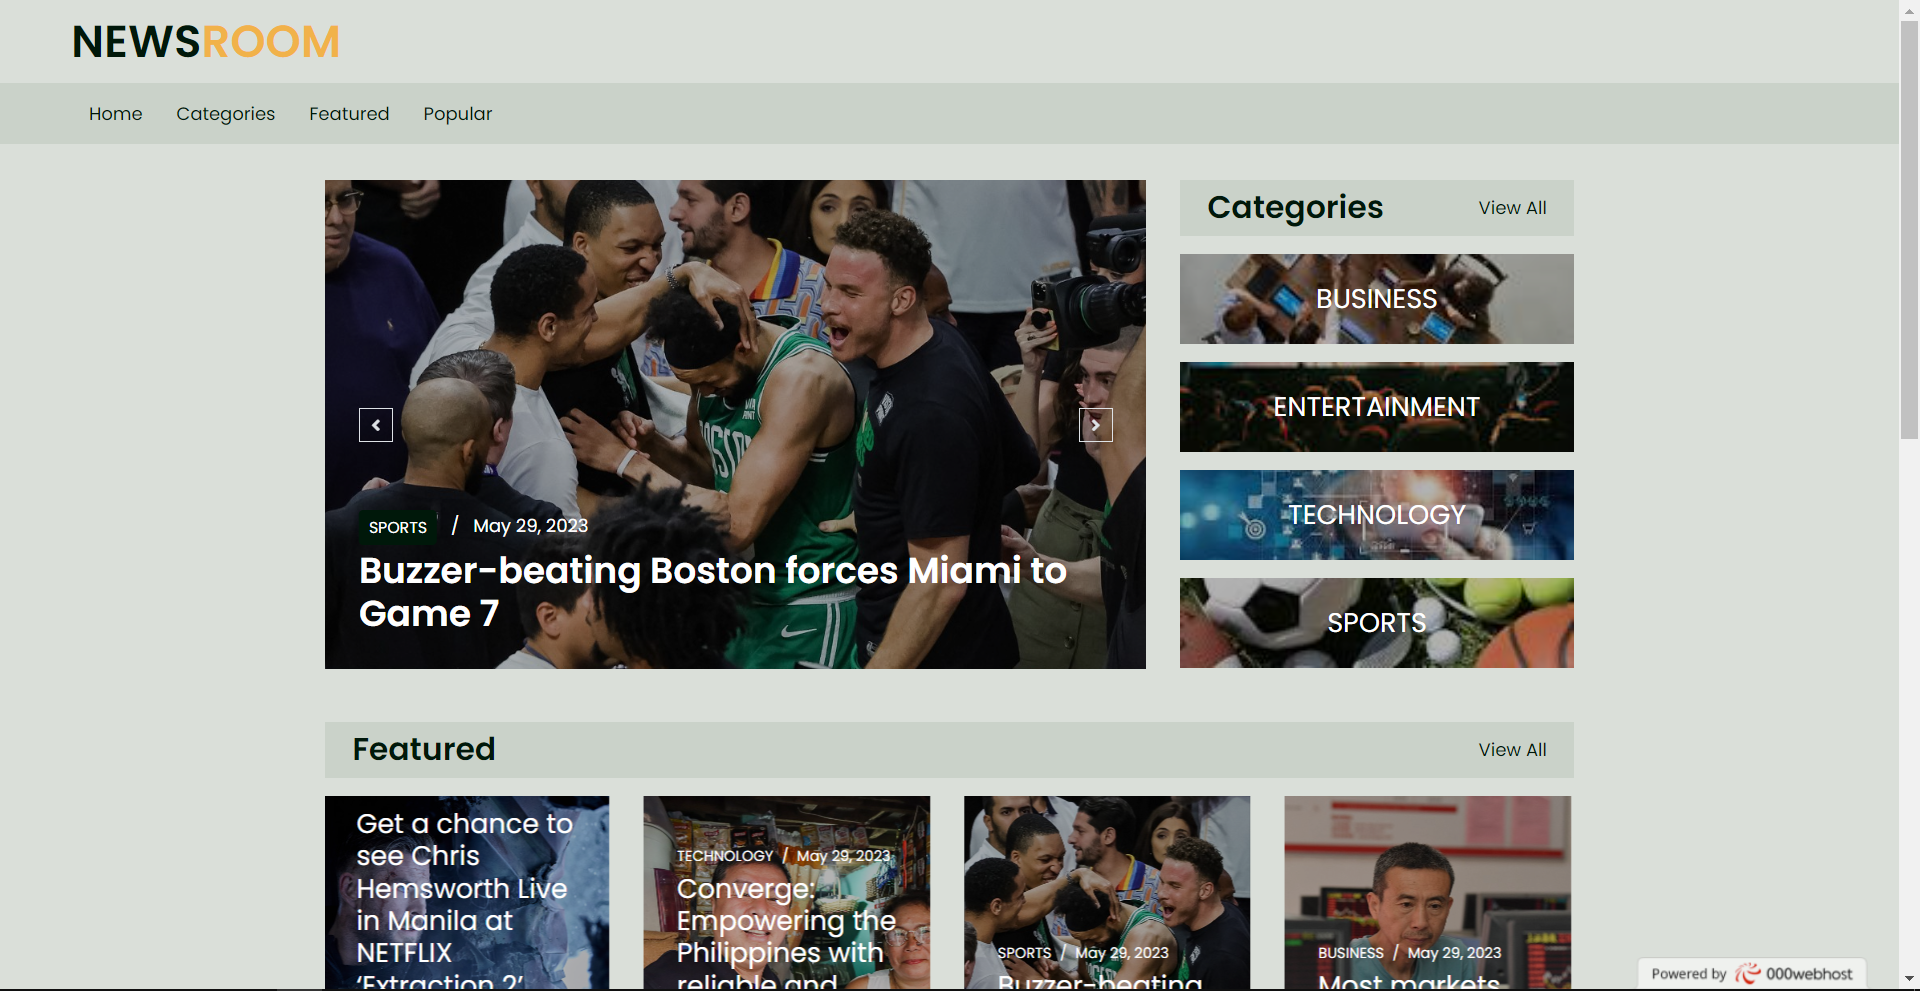 NEWSROOM
Home Categories Featured Popular
SPORTS / May 29, 2023
Buzzer-beating Boston forces Miami to
Game 7
Categories View All
BUSINESS
ENTERTAINMENT
TECHNOLOGY
SPORTS
Featured View All
Get a chance to
see Chris
Hemsworth Live
in Manila at
NETFLIX
‘Extraction 2’
TECHNOLOGY / May 29, 2023
Converge:
Empowering the
Philippines with
reliable and
SPORTS / May 29, 2023
Buzzer-beating
BUSINESS / May 29, 2023
Most markets
Powered by 000webhost